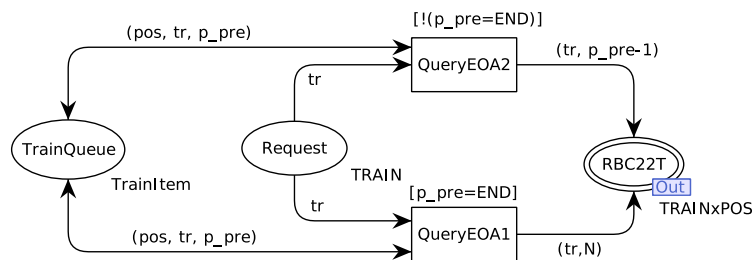 [!(p_pre=END)]
(pos, tr, p_pre)
QueryEOA2
(tr, p_pre-1)
tr
TrainQueue
Request
RBC22T
TrainItem
TRAIN
Out
TRAINxPOS
[p_pre=END]
tr
(pos, tr, p_pre)
QueryEOA1
(tr,N)